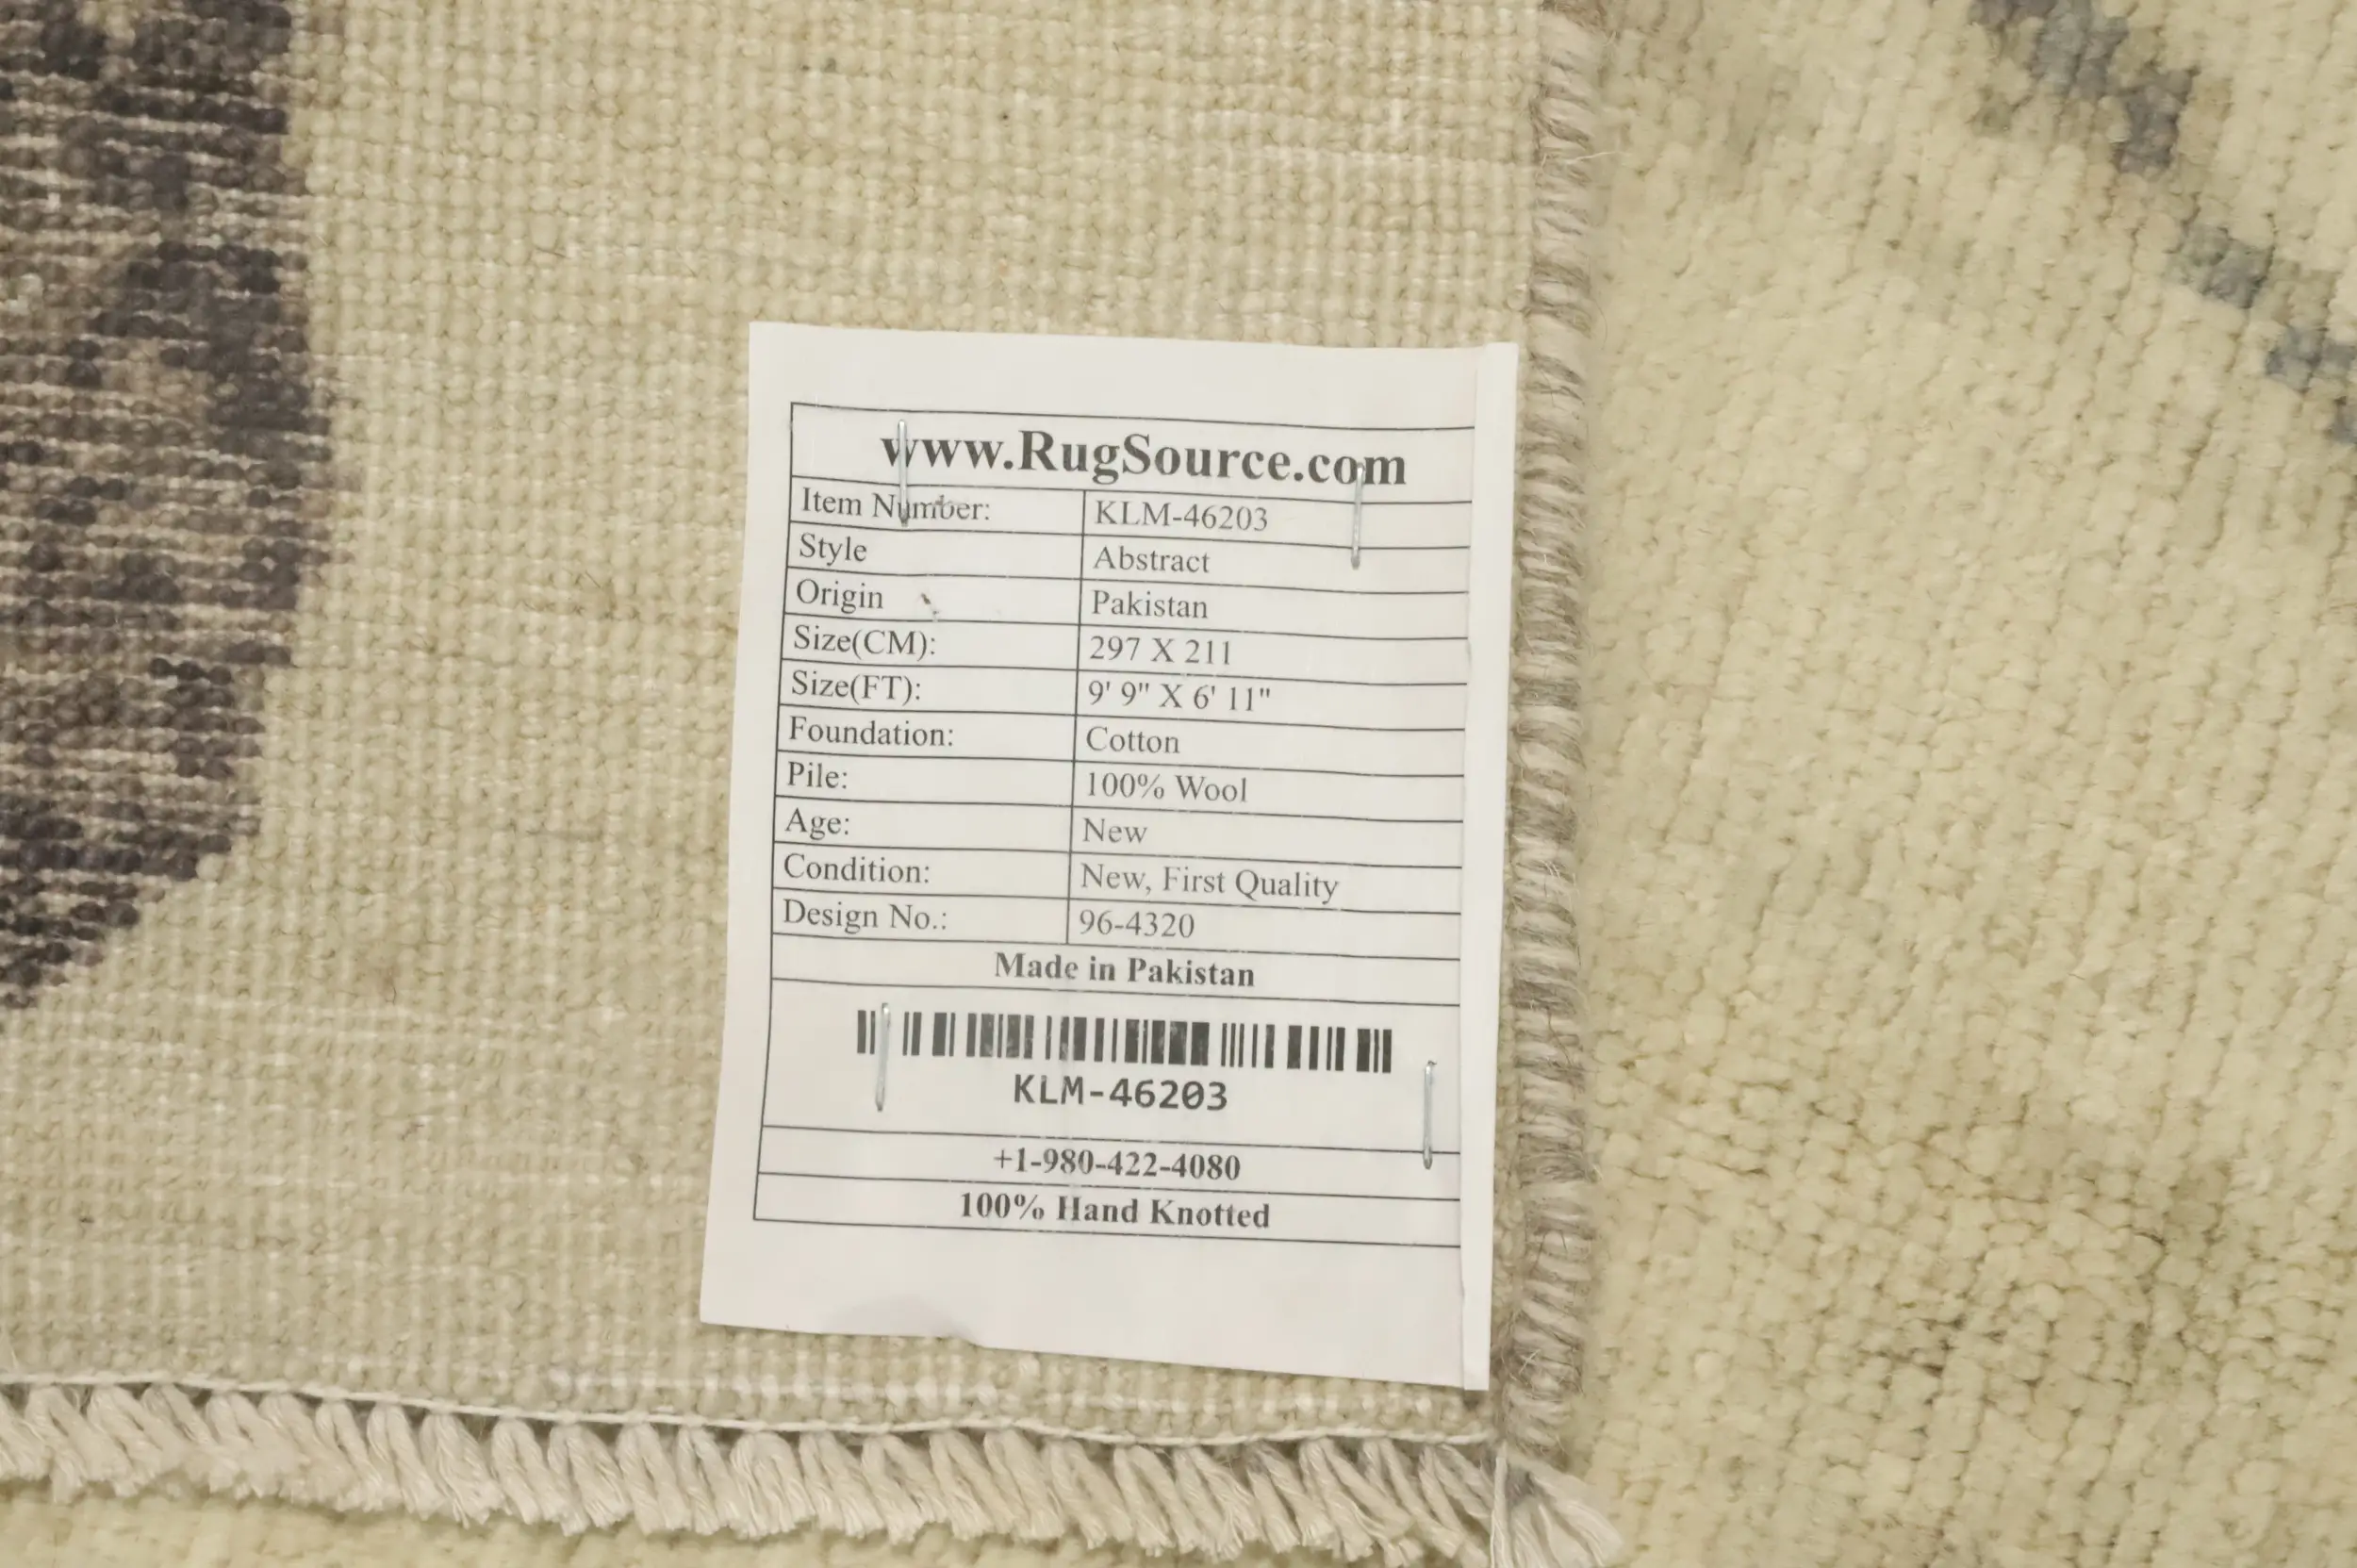 www.RugSource.com
Item Number: KLM-46203
Style Abstract
Origin Pakistan
Size(CM): 297 X 211
Size(FT): 9' 9" X 6' 11"
Foundation: Cotton
Pile: 100% Wool
Age: New
Condition: New, First Quality
Design No.: 96-4320
Made in Pakistan
KLM-46203
+1-980-422-4080
100% Hand Knotted